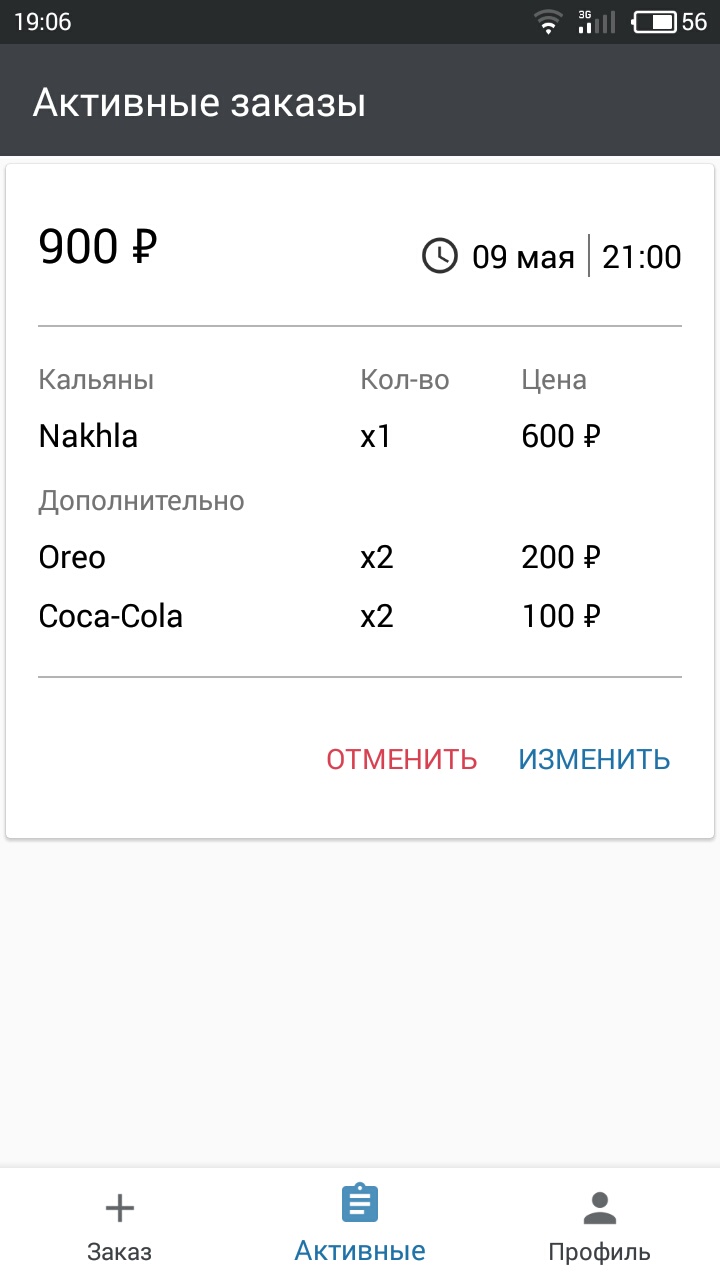 19:06 3G 56
Активные заказы
900 ₽ 09 мая 21:00
Кальяны Кол-во Цена
Nakhla x1 600 ₽
Дополнительно
Oreo x2 200 ₽
Coca-Cola x2 100 ₽
ОТМЕНИТЬ ИЗМЕНИТЬ
Заказ Активные Профиль